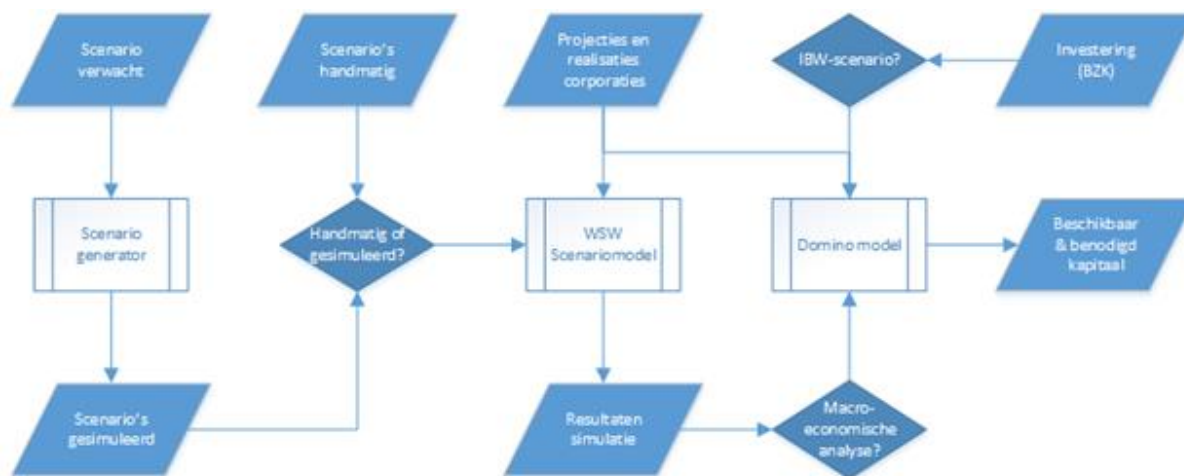 Scenario
verwacht
Scenario's
handmatig
Projecties en
realisaties
corporaties
IBW-scenario?
Investering
(BZK)
Scenario
generator
Handmatig of
gesimuleerd?
WSW
Scenariomodel
Domino model
Beschikbaar
& benodigd
kapitaal
Scenario's
gesimuleerd
Resultaten
simulatie
Macro-
economische
analyse?